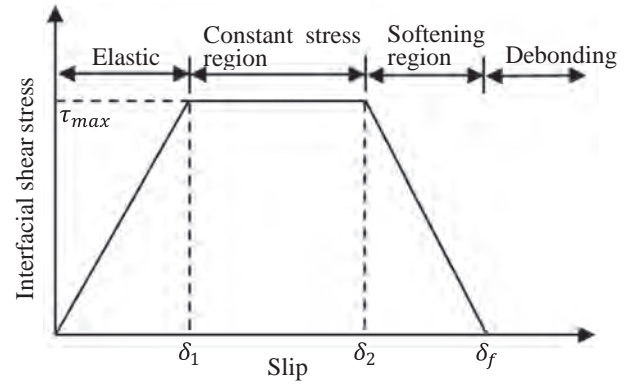 Elastic
Constant stress
region
Softening
region
Debonding
τmax
Interfacial shear stress
δ1
δ2
δf
Slip